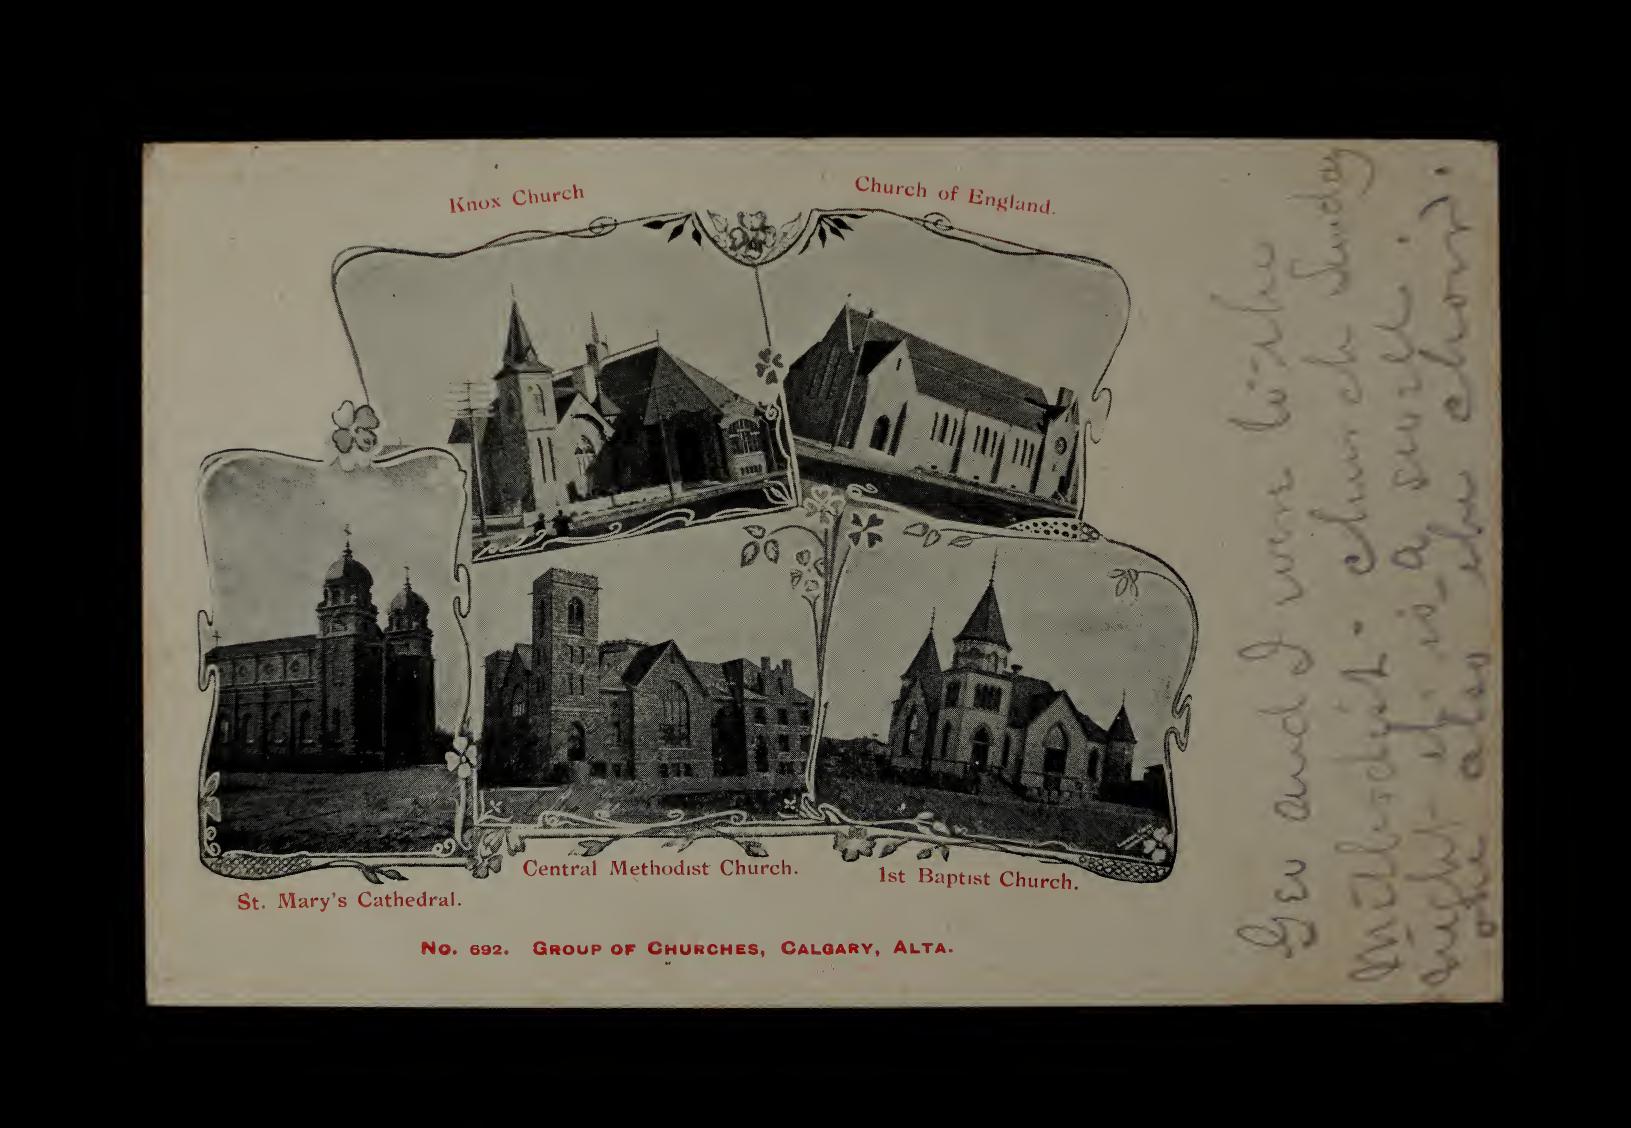 Knox Church
Church of England.
St. Mary's Cathedral.
Central Methodist Church.
1st Baptist Church.
No. 692. Group of Churches, Calgary, Alta.
Geo and I were to the
Methodist - church Sunday
night it is a swell.
one also the choir.